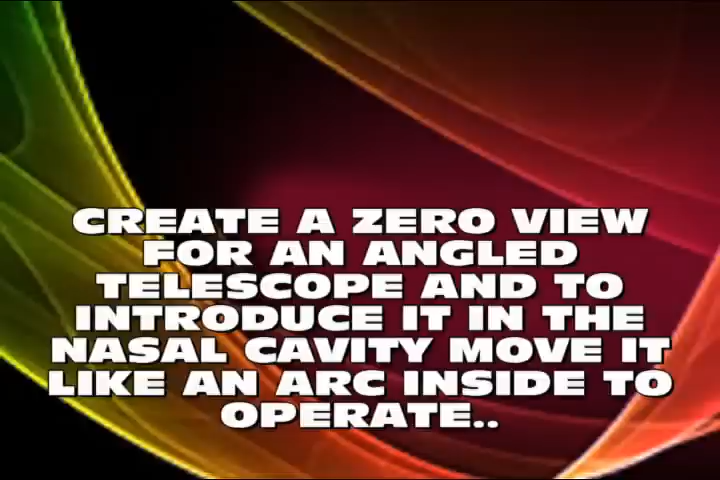 CREATE A ZERO VIEW
FOR AN ANGLED
TELESCOPE AND TO
INTRODUCE IT IN THE
NASAL CAVITY MOVE IT
LIKE AN ARC INSIDE TO
OPERATE..